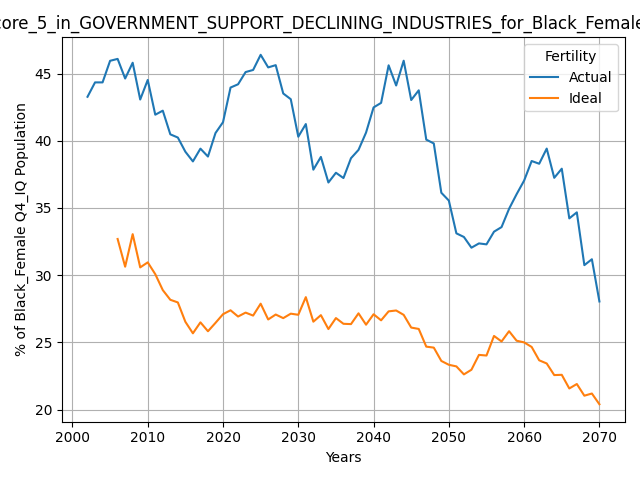 core_5_in_GOVERNMENT_SUPPORT_DECLINING_INDUSTRIES_for_Black_Female
Fertility
Actual
Ideal
% of Black_Female Q4_IQ Population
45
40
35
30
25
20
2000 2010 2020 2030 2040 2050 2060 2070
Years